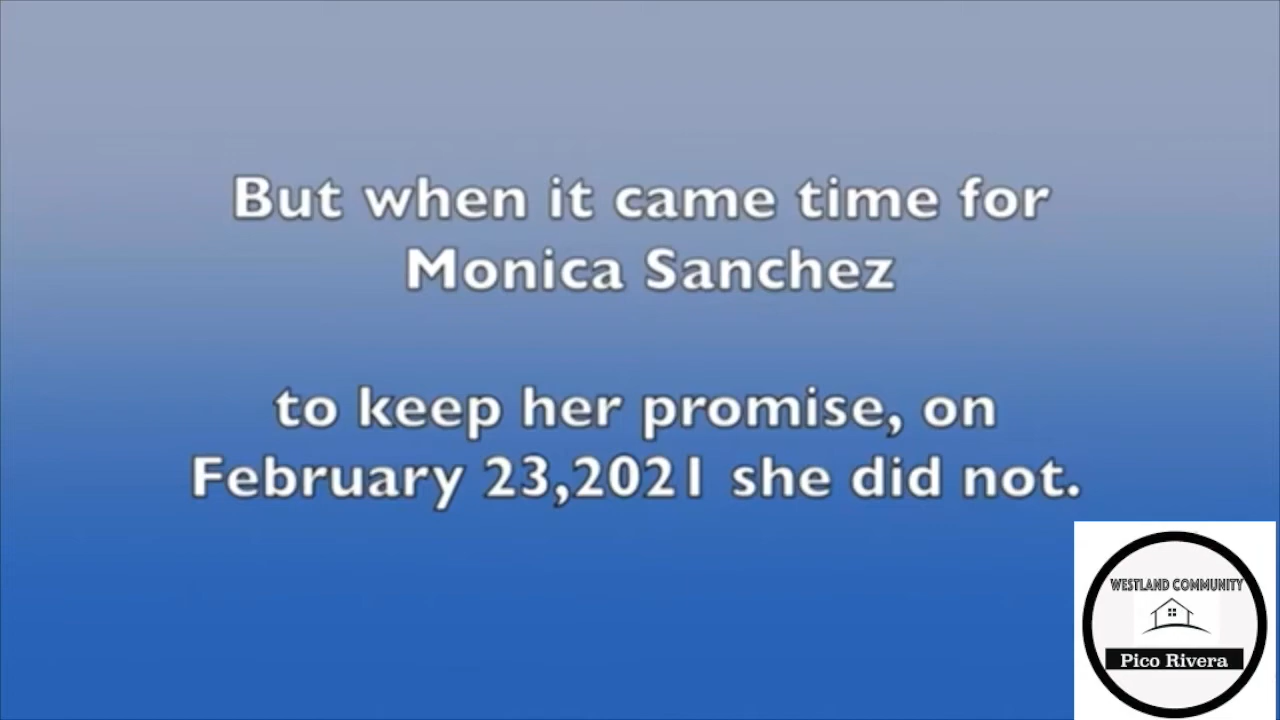 But when it came time for
Monica Sanchez
to keep her promise, on
February 23,2021 she did not.
WESTLAND COMMUNITY
Pico Rivera